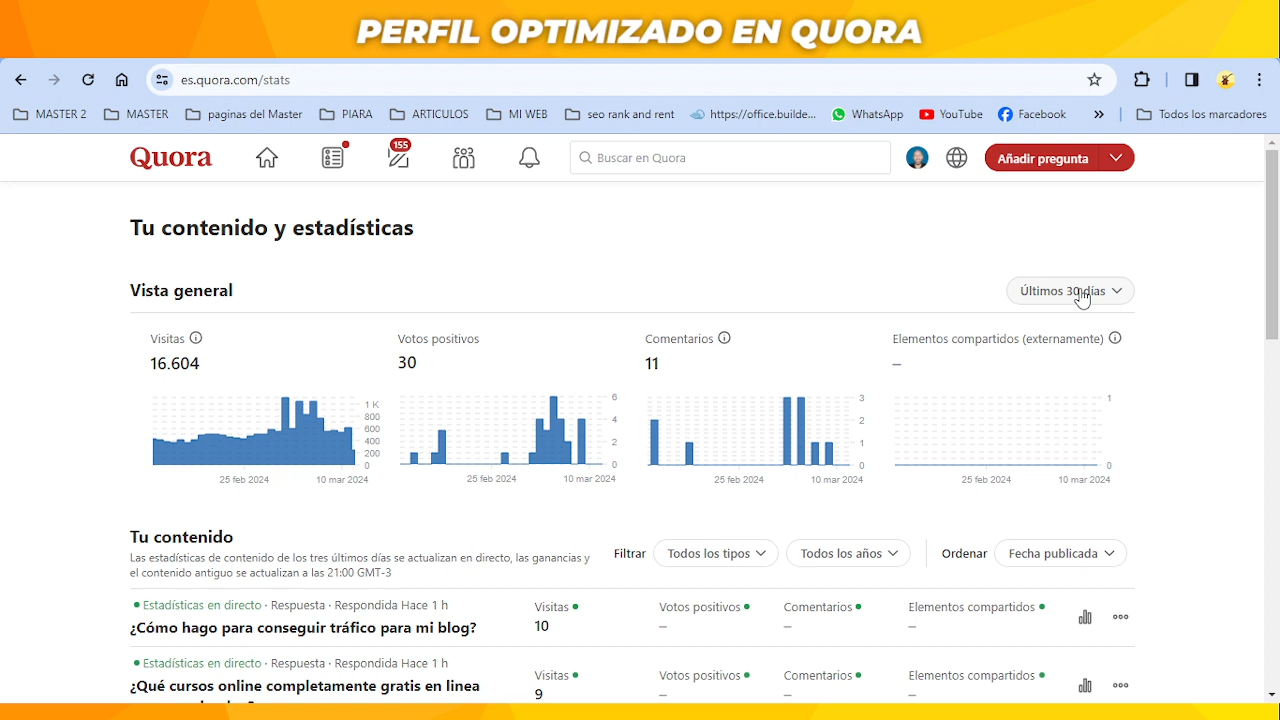 PERFIL OPTIMIZADO EN QUORA
es.quora.com/stats
MASTER 2 MASTER paginas del Master PIARA ARTICULOS MI WEB seo rank and rent https://office.builde... WhatsApp YouTube Facebook » Todos los marcadores
Quora 155 Buscar en Quora Añadir pregunta
Tu contenido y estadísticas
Vista general Últimos 30 días
Visitas Votos positivos Comentarios Elementos compartidos (externamente)
16.604 30 11 –
1 K 800 600 400 200 0
25 feb 2024 10 mar 2024
6 4 2 0
25 feb 2024 10 mar 2024
3 2 1 0
25 feb 2024 10 mar 2024
1 0
25 feb 2024 10 mar 2024
Tu contenido
Las estadísticas de contenido de los tres últimos días se actualizan en directo, las ganancias y
el contenido antiguo se actualizan a las 21:00 GMT-3
Filtrar Todos los tipos Todos los años Ordenar Fecha publicada
Estadísticas en directo · Respuesta · Respondida Hace 1 h
¿Cómo hago para conseguir tráfico para mi blog?
Visitas Votos positivos Comentarios Elementos compartidos
10 – – –
Estadísticas en directo · Respuesta · Respondida Hace 1 h
¿Qué cursos online completamente gratis en linea
Visitas Votos positivos Comentarios Elementos compartidos
9 – – –